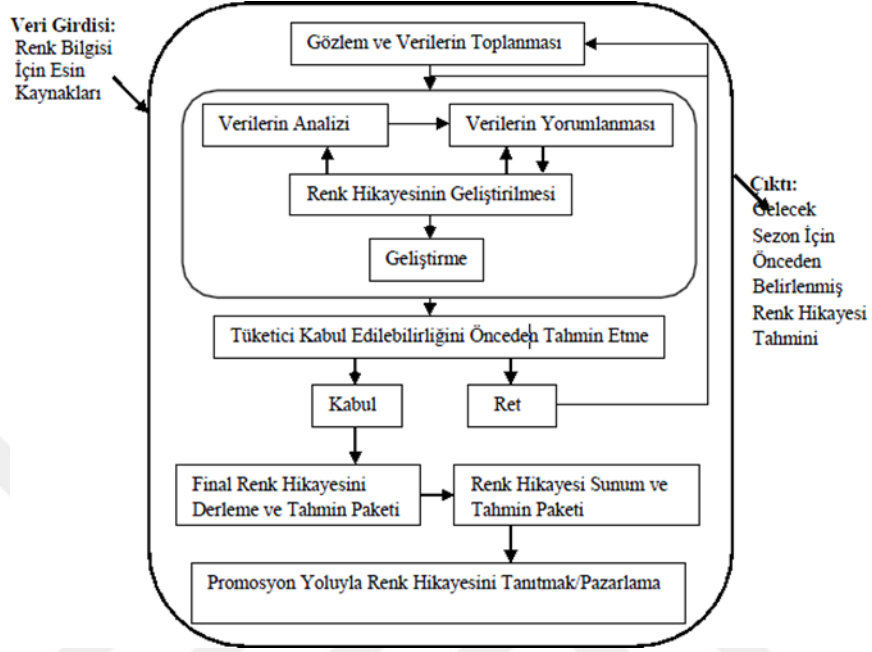 Veri Girdisi:
Renk Bilgisi
İçin Esin
Kaynakları
Gözlem ve Verilerin Toplanması
Verilerin Analizi
Verilerin Yorumlanması
Renk Hikayesinin Geliştirilmesi
Geliştirme
Çıktı:
Gelecek
Sezon İçin
Önceden
Belirlenmiş
Renk Hikayesi
Tahmini
Tüketici Kabul Edilebilirliğini Önceden Tahmin Etme
Kabul
Ret
Final Renk Hikayesini
Derleme ve Tahmin Paketi
Renk Hikayesi Sunum ve
Tahmin Paketi
Promosyon Yoluyla Renk Hikayesini Tanıtmak/Pazarlama